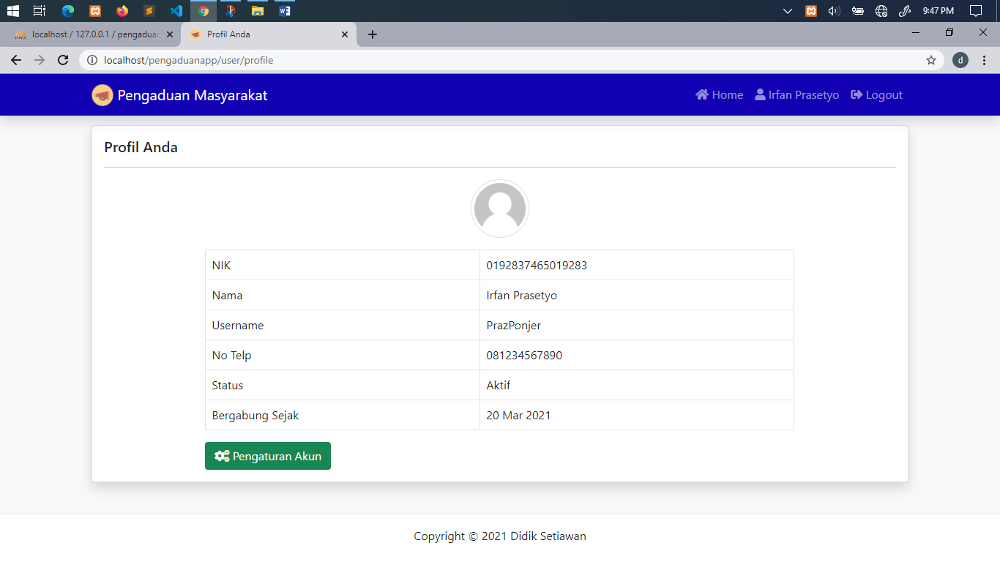 9:47 PM
localhost / 127.0.0.1 / pengaduan
Profil Anda
localhost/pengaduanapp/user/profile
d
Pengaduan Masyarakat
Home Irfan Prasetyo Logout
Profil Anda
NIK 0192837465019283
Nama Irfan Prasetyo
Username PrazPonjer
No Telp 081234567890
Status Aktif
Bergabung Sejak 20 Mar 2021
Pengaturan Akun
Copyright © 2021 Didik Setiawan